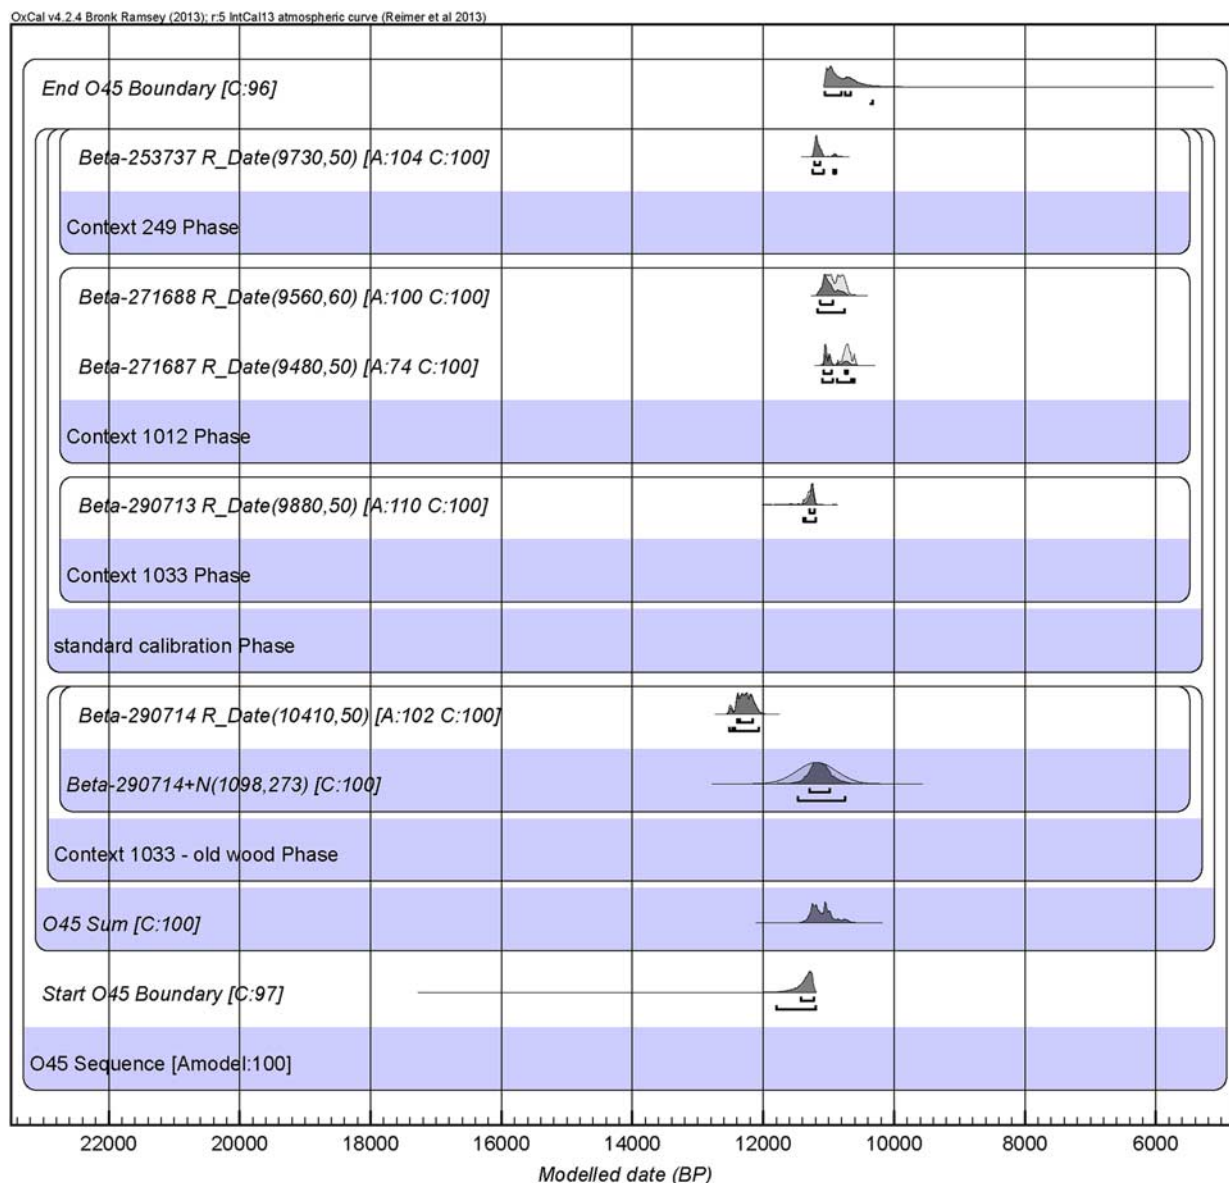 OxCal v4.2.4 Bronk Ramsey (2013); r:5 IntCal13 atmospheric curve (Reimer et al 2013)
End O45 Boundary [C:96]
Beta-253737 R_Date(9730,50) [A:104 C:100]
Context 249 Phase
Beta-271688 R_Date(9560,60) [A:100 C:100]
Beta-271687 R_Date(9480,50) [A:74 C:100]
Context 1012 Phase
Beta-290713 R_Date(9880,50) [A:110 C:100]
Context 1033 Phase
standard calibration Phase
Beta-290714 R_Date(10410,50) [A:102 C:100]
Beta-290714+N(1098,273) [C:100]
Context 1033 - old wood Phase
O45 Sum [C:100]
Start O45 Boundary [C:97]
O45 Sequence [Amodel:100]
22000 20000 18000 16000 14000 12000 10000 8000 6000
Modelled date (BP)